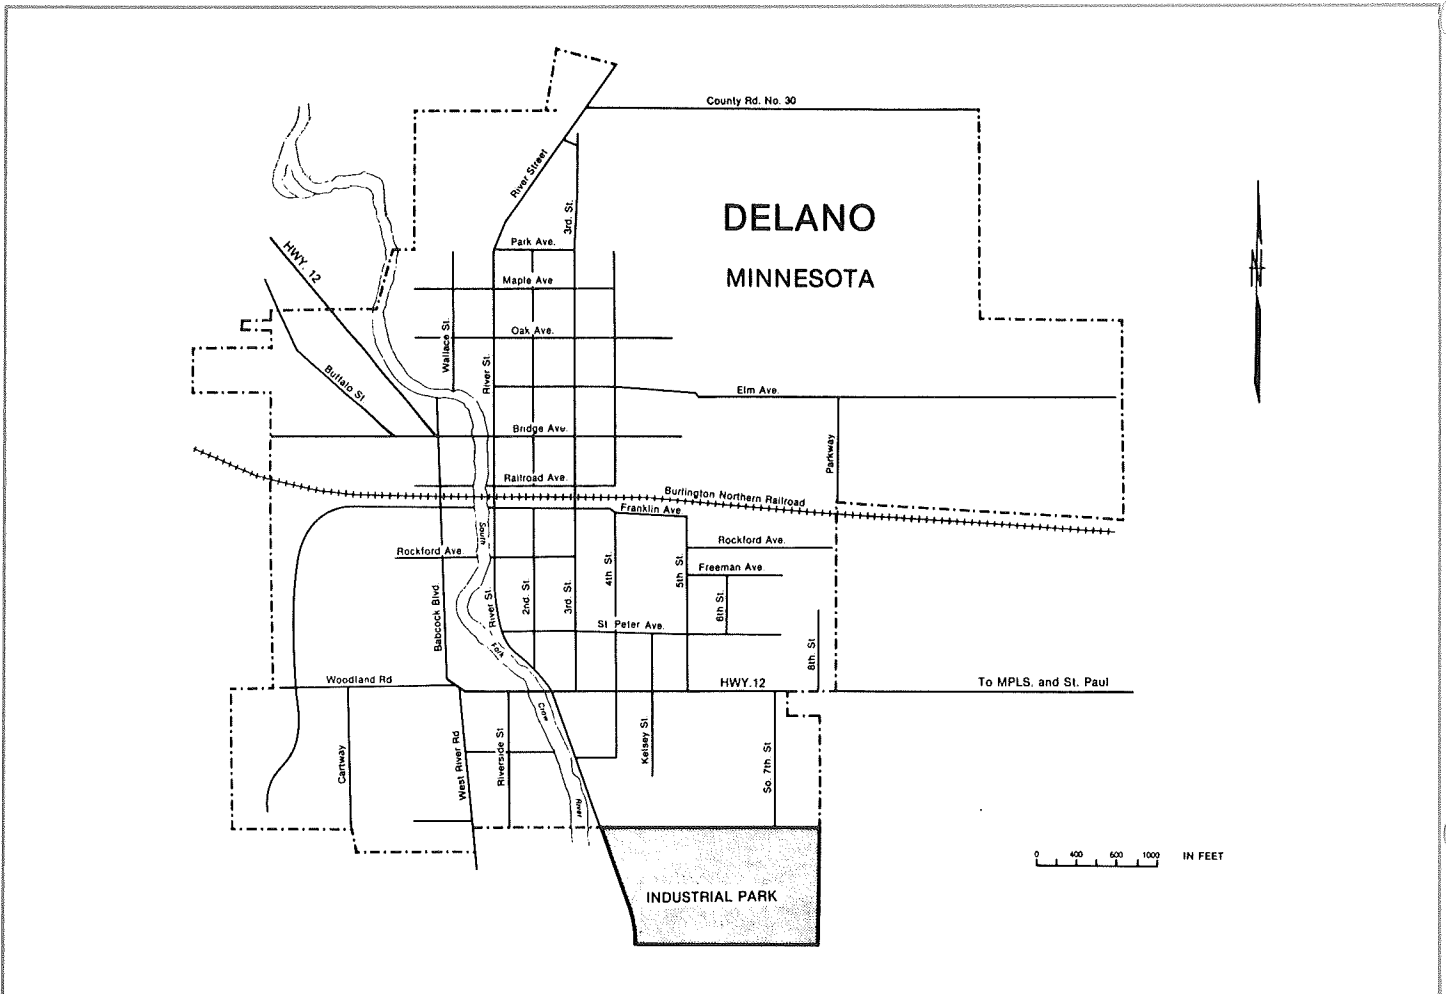 County Rd. No. 30
River Street
3rd. St.
DELANO
MINNESOTA
N
Park Ave.
HWY. 12
Maple Ave
Oak Ave.
Wallace St.
River St.
Buffalo St.
Elm Ave.
Bridge Ave.
Parkway
Railroad Ave.
Burlington Northern Railroad
Franklin Ave.
South
Rockford Ave.
Rockford Ave.
4th St.
5th St.
Freeman Ave.
Babcock Blvd.
River St.
2nd. St.
3rd. St.
6th St.
St. Peter Ave.
Fork
8th. St
Woodland Rd
HWY.12
To MPLS. and St. Paul
Crow
Cartway
West River Rd
Riverside St
Kelsey St.
So. 7th St
River
0 400 600 1000 IN FEET
INDUSTRIAL PARK